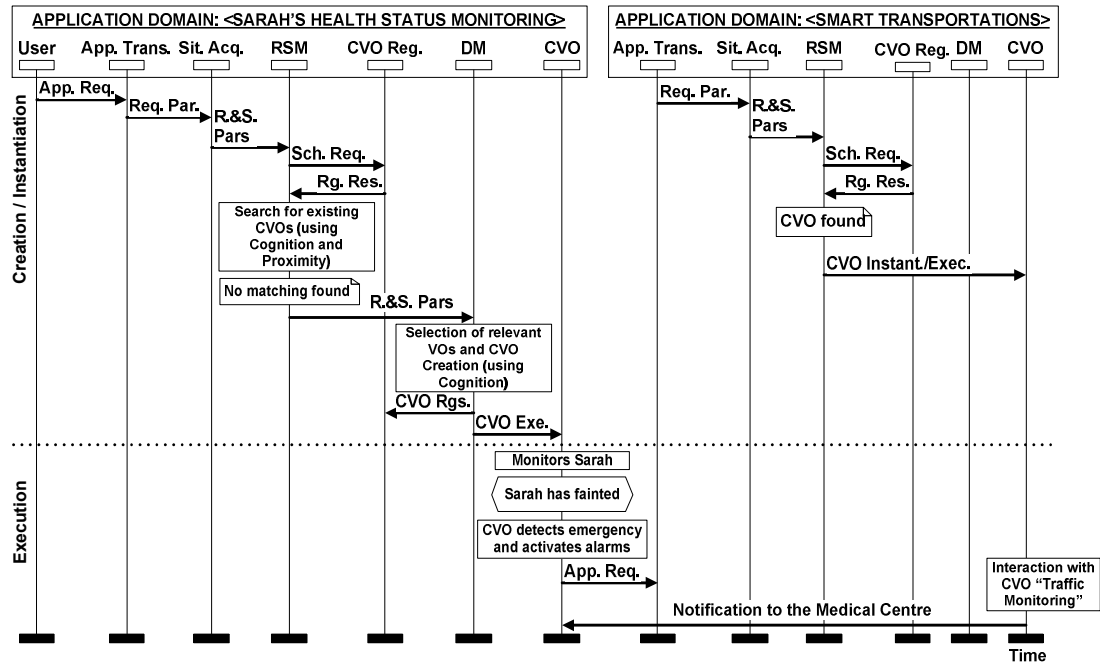 APPLICATION DOMAIN: <SARAH'S HEALTH STATUS MONITORING>
APPLICATION DOMAIN: <SMART TRANSPORTATIONS>
User
App. Trans.
Sit. Acq.
RSM
CVO Reg.
DM
CVO
App. Trans.
Sit. Acq.
RSM
CVO Reg.
DM
CVO
Creation / Instantiation
App. Req.
Req. Par.
R.&S.
Pars
Sch. Req.
Rg. Res.
Search for existing
CVOs (using
Cognition and
Proximity)
No matching found
R.&S. Pars
Selection of relevant
VOs and CVO
Creation (using
Cognition)
CVO Rgs.
CVO Exe.
Req. Par.
R.&S.
Pars
Sch. Req.
Rg. Res.
CVO found
CVO Instant./Exec.
Execution
Monitors Sarah
Sarah has fainted
CVO detects emergency
and activates alarms
App. Req.
Interaction with
CVO "Traffic
Monitoring"
Notification to the Medical Centre
Time